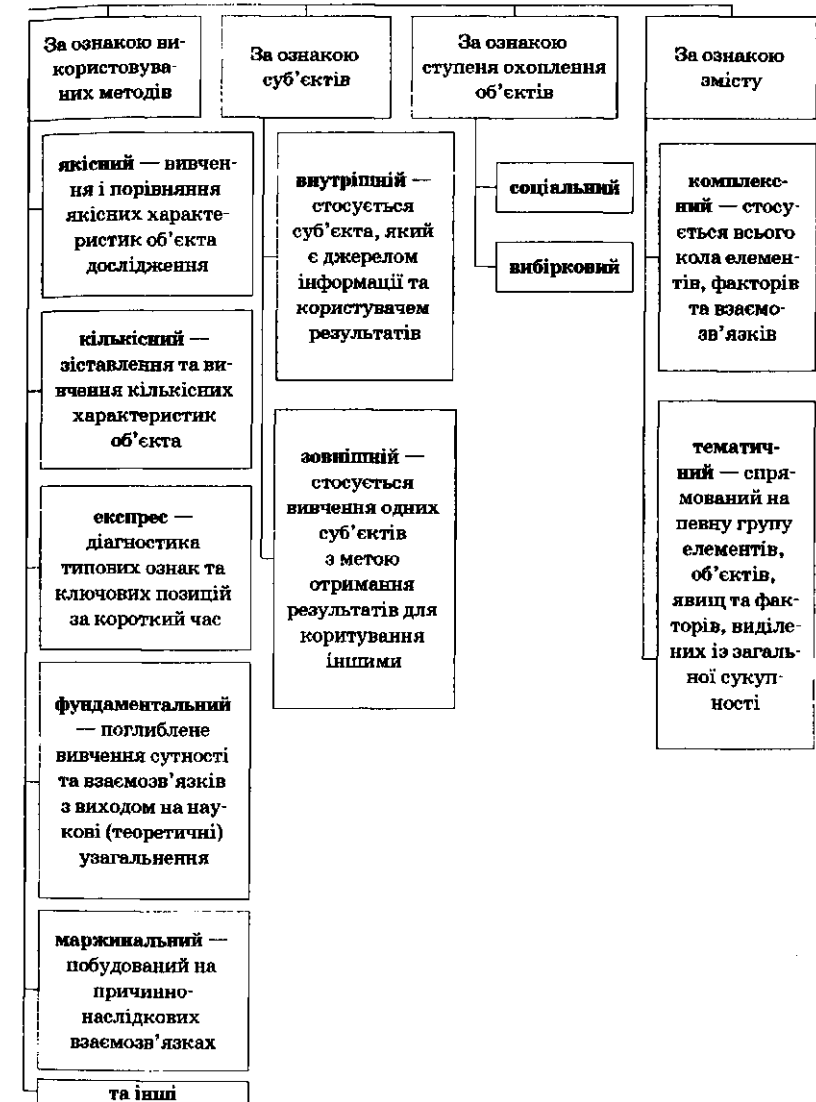 За ознакою ви-
користовува-
них методів
якісний — вивчен-
ня і порівняння
якісних характе-
ристик об'єкта
дослідження
кількісний —
зіставлення та ви-
вчення кількісних
характеристик
об'єкта
експрес —
діагностика
типових ознак та
ключових позицій
за короткий час
фундаментальний
— поглиблене
вивчення сутності
та взаємозв'язків
з виходом на нау-
кові (теоретичні)
узагальнення
маржинальний —
побудований на
причинно-
наслідкових
взаємозв'язках
та інші
За ознакою
суб'єктів
внутрішній —
стосується
суб'єкта, який
є джерелом
інформації та
користувачем
результатів
зовнішній —
стосується
вивчення одних
суб'єктів
з метою
отримання
результатів для
коритування
іншими
За ознакою
ступеня охоплення
об'єктів
соціальний
вибірковий
За ознакою
змісту
комплекс-
ний — стосу-
ється всього
кола елемен-
тів, факторів
та взаємо-
зв'язків
тематич-
ний — спря-
мований на
певну групу
елементів,
об'єктів,
явищ та фак-
торів, виділе-
них із загаль-
ної сукуп-
ності